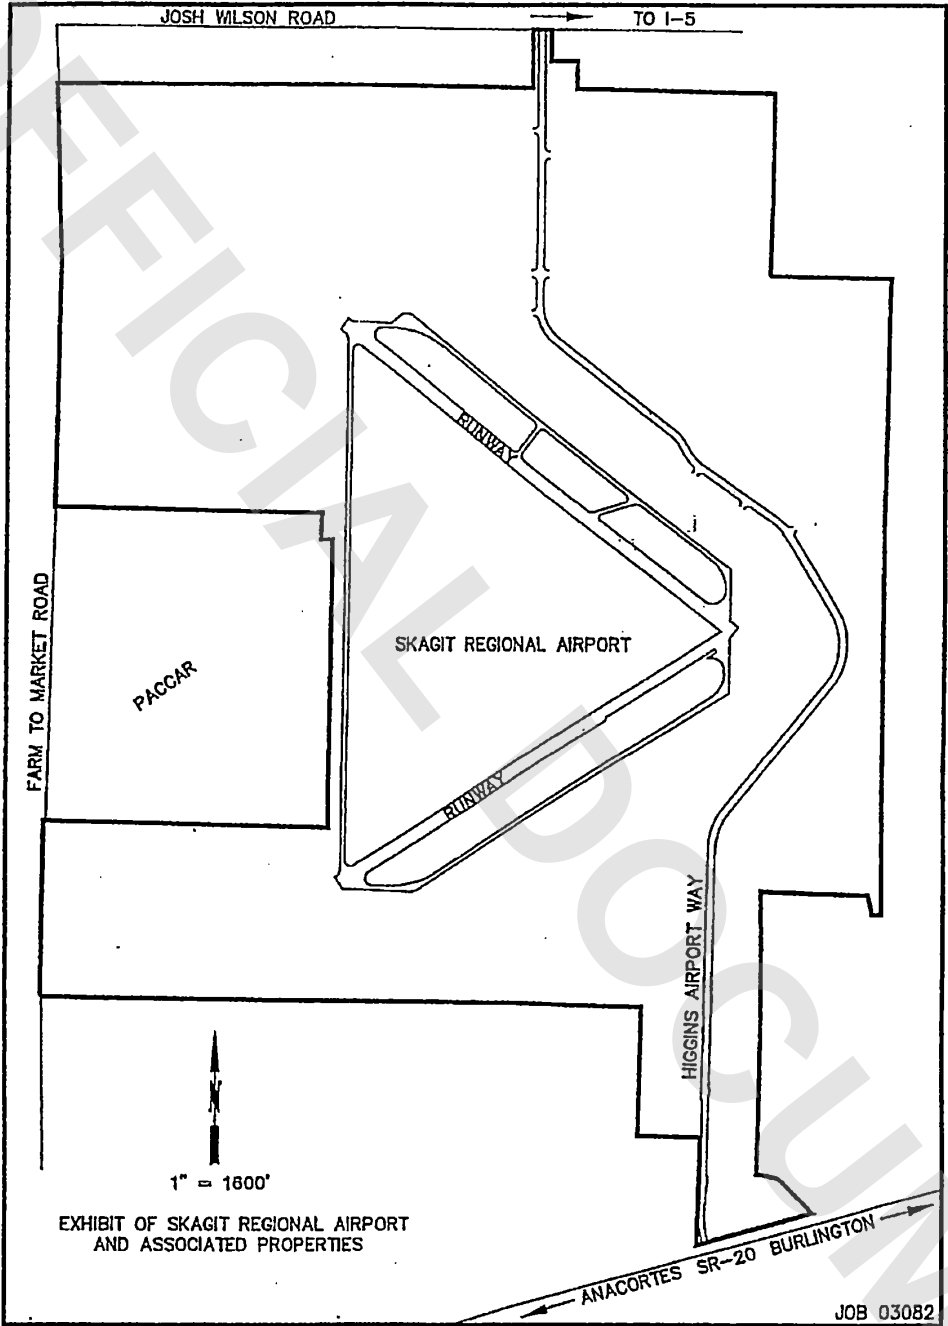 JOSH WILSON ROAD
TO I-5
RUNWAY
SKAGIT REGIONAL AIRPORT
FARM TO MARKET ROAD
PACCAR
RUNWAY
HIGGINS AIRPORT WAY
N
1" = 1600'
EXHIBIT OF SKAGIT REGIONAL AIRPORT
AND ASSOCIATED PROPERTIES
ANACORTES SR-20 BURLINGTON
JOB 03082
OFFICIAL DOCUM